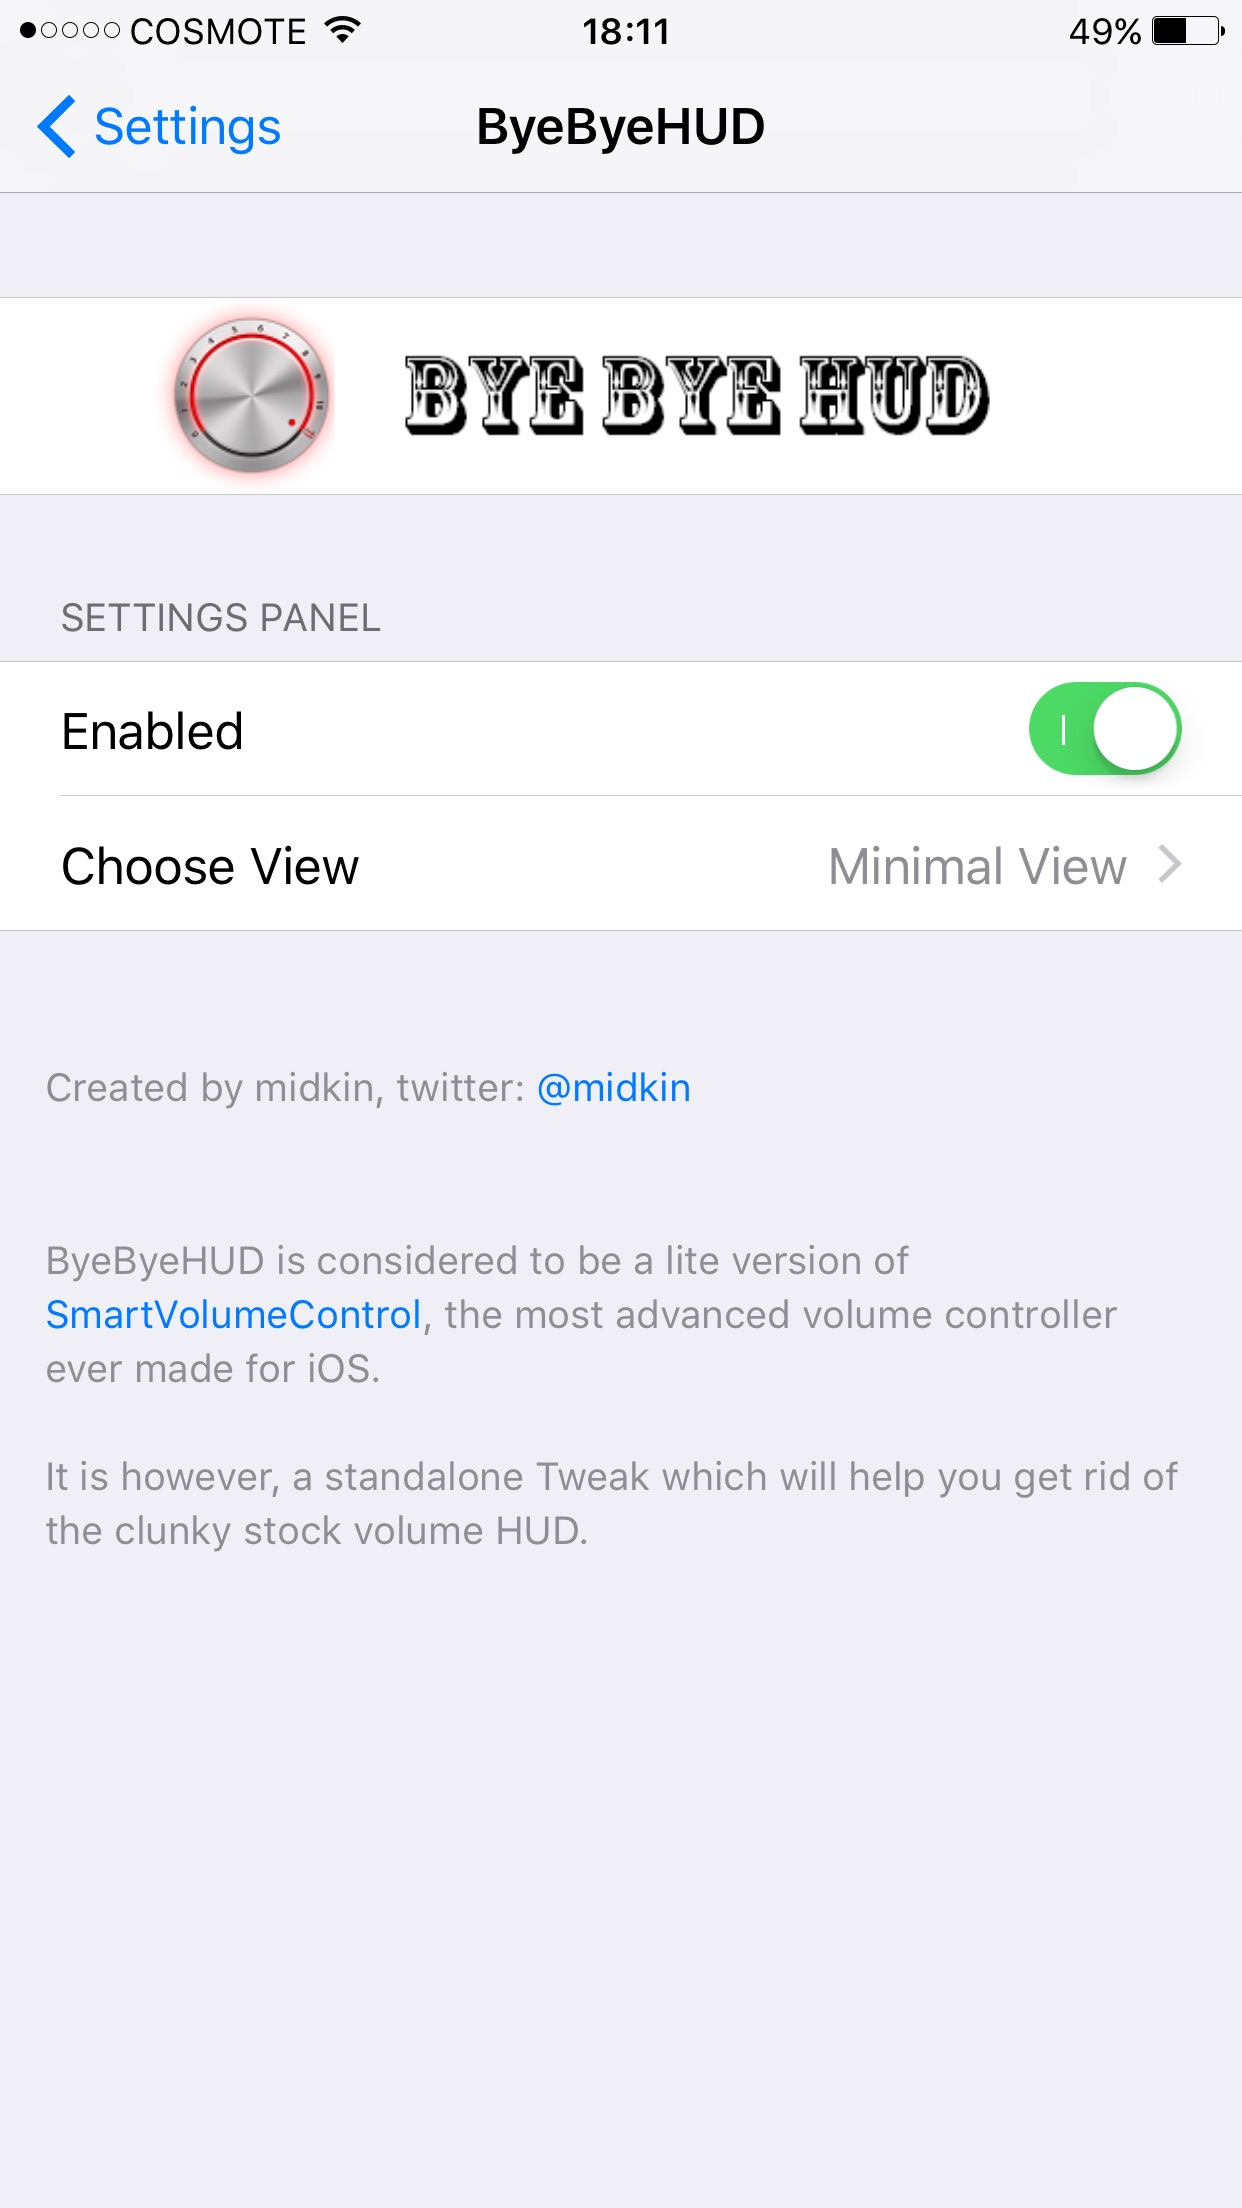 COSMOTE 18:11 49%
Settings ByeByeHUD
BYE BYE HUD
SETTINGS PANEL
Enabled
Choose View Minimal View
Created by midkin, twitter: @midkin
ByeByeHUD is considered to be a lite version of
SmartVolumeControl, the most advanced volume controller
ever made for iOS.
It is however, a standalone Tweak which will help you get rid of
the clunky stock volume HUD.